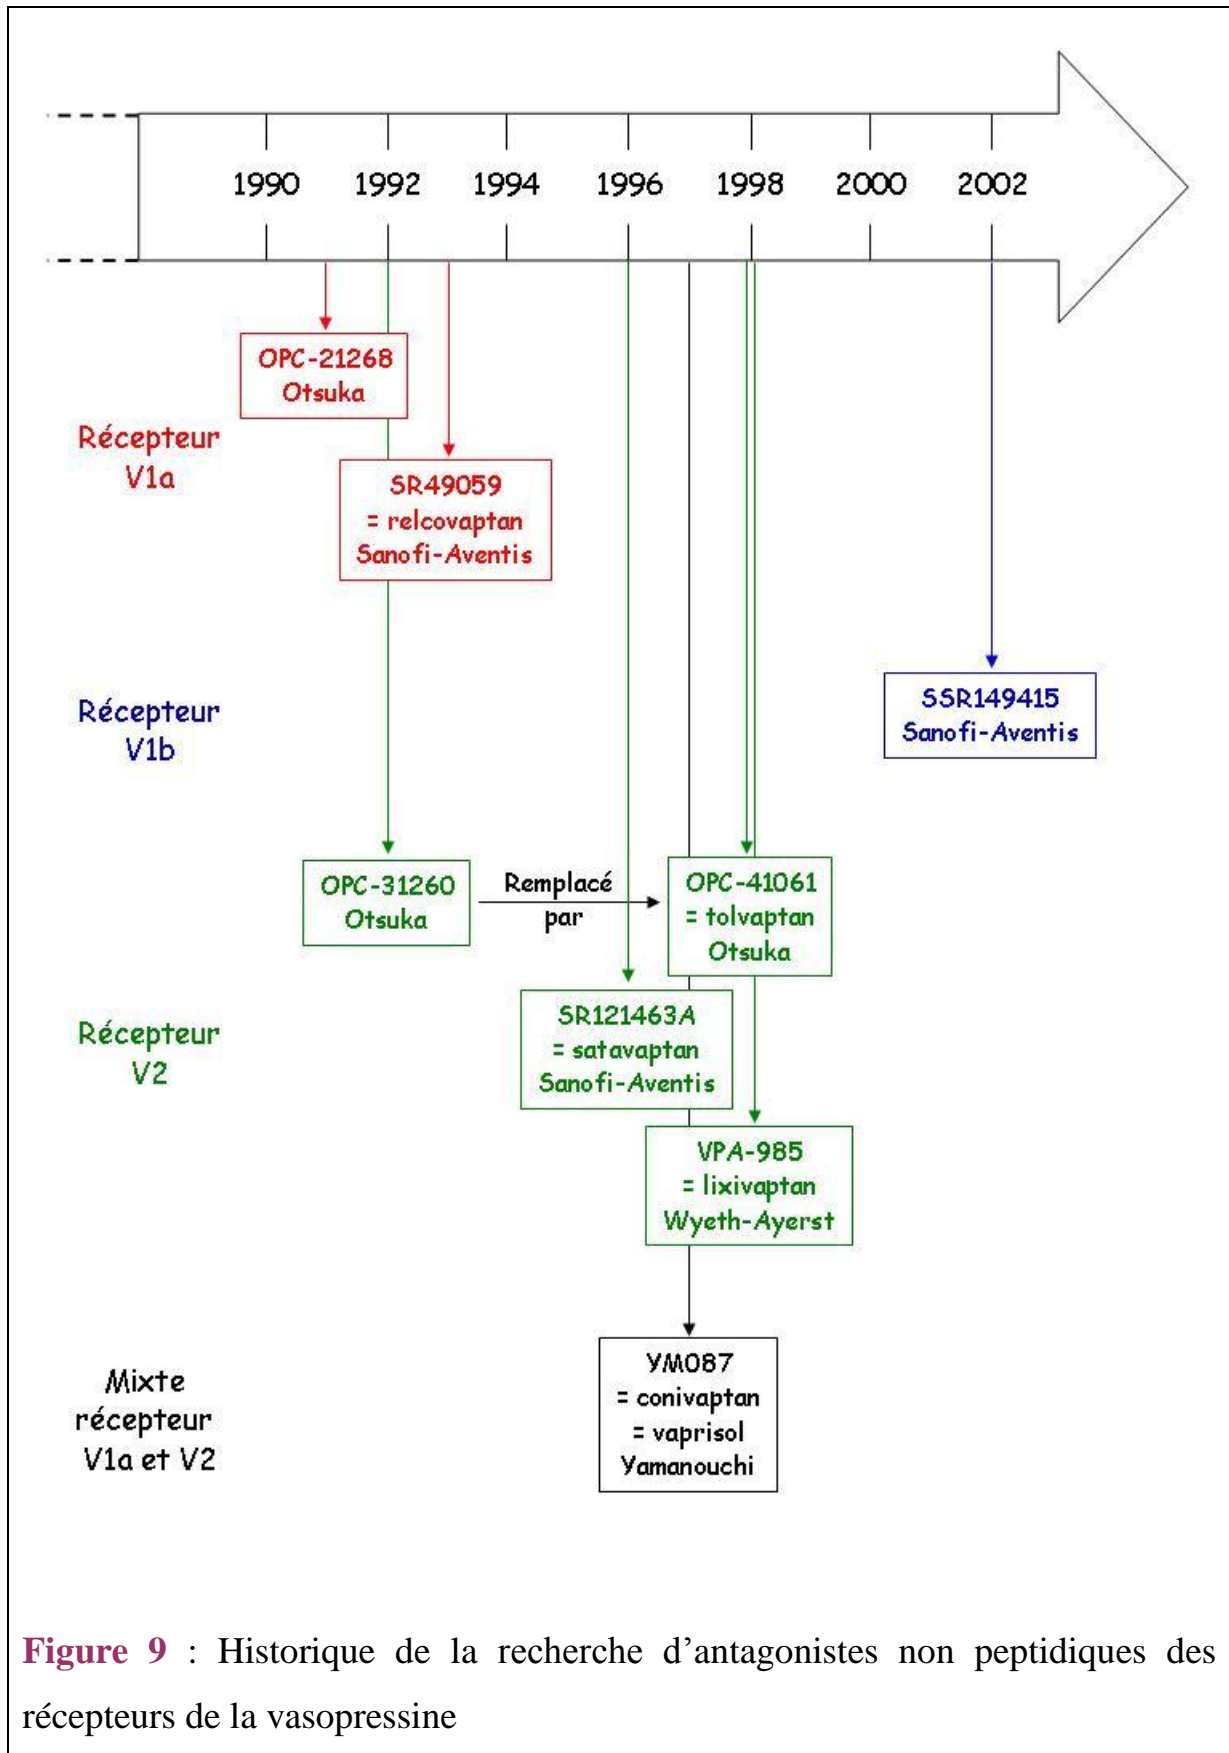 1990 1992 1994 1996 1998 2000 2002
OPC-21268
Otsuka
Récepteur
V1a
SR49059
= relcovaptan
Sanofi-Aventis
Récepteur
V1b
SSR149415
Sanofi-Aventis
OPC-31260
Otsuka
Remplacé
par
OPC-41061
= tolvaptan
Otsuka
Récepteur
V2
SR121463A
= satavaptan
Sanofi-Aventis
VPA-985
= lixivaptan
Wyeth-Ayerst
Mixte
récepteur
V1a et V2
YM087
= conivaptan
= vaprisol
Yamanouchi
Figure 9 : Historique de la recherche d’antagonistes non peptidiques des
récepteurs de la vasopressine